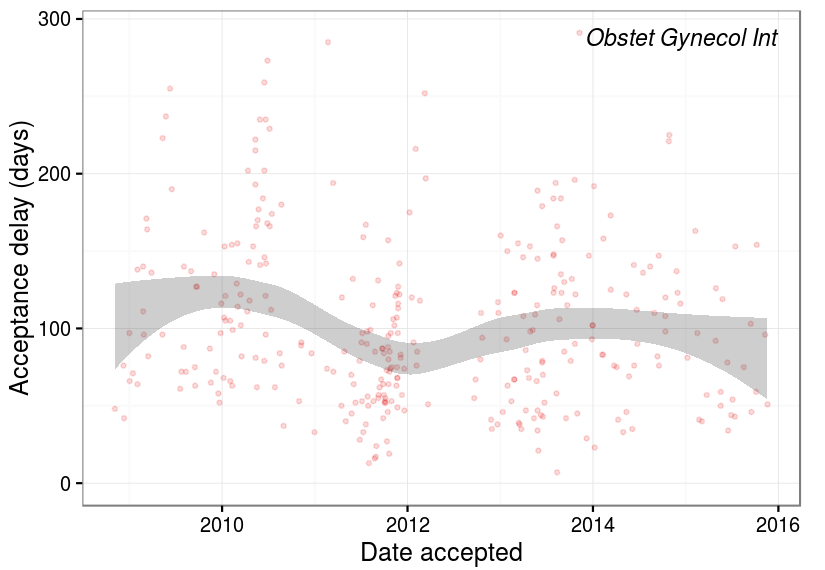 Obstet Gynecol Int
300
200
100
0
Acceptance delay (days)
2010 2012 2014 2016
Date accepted